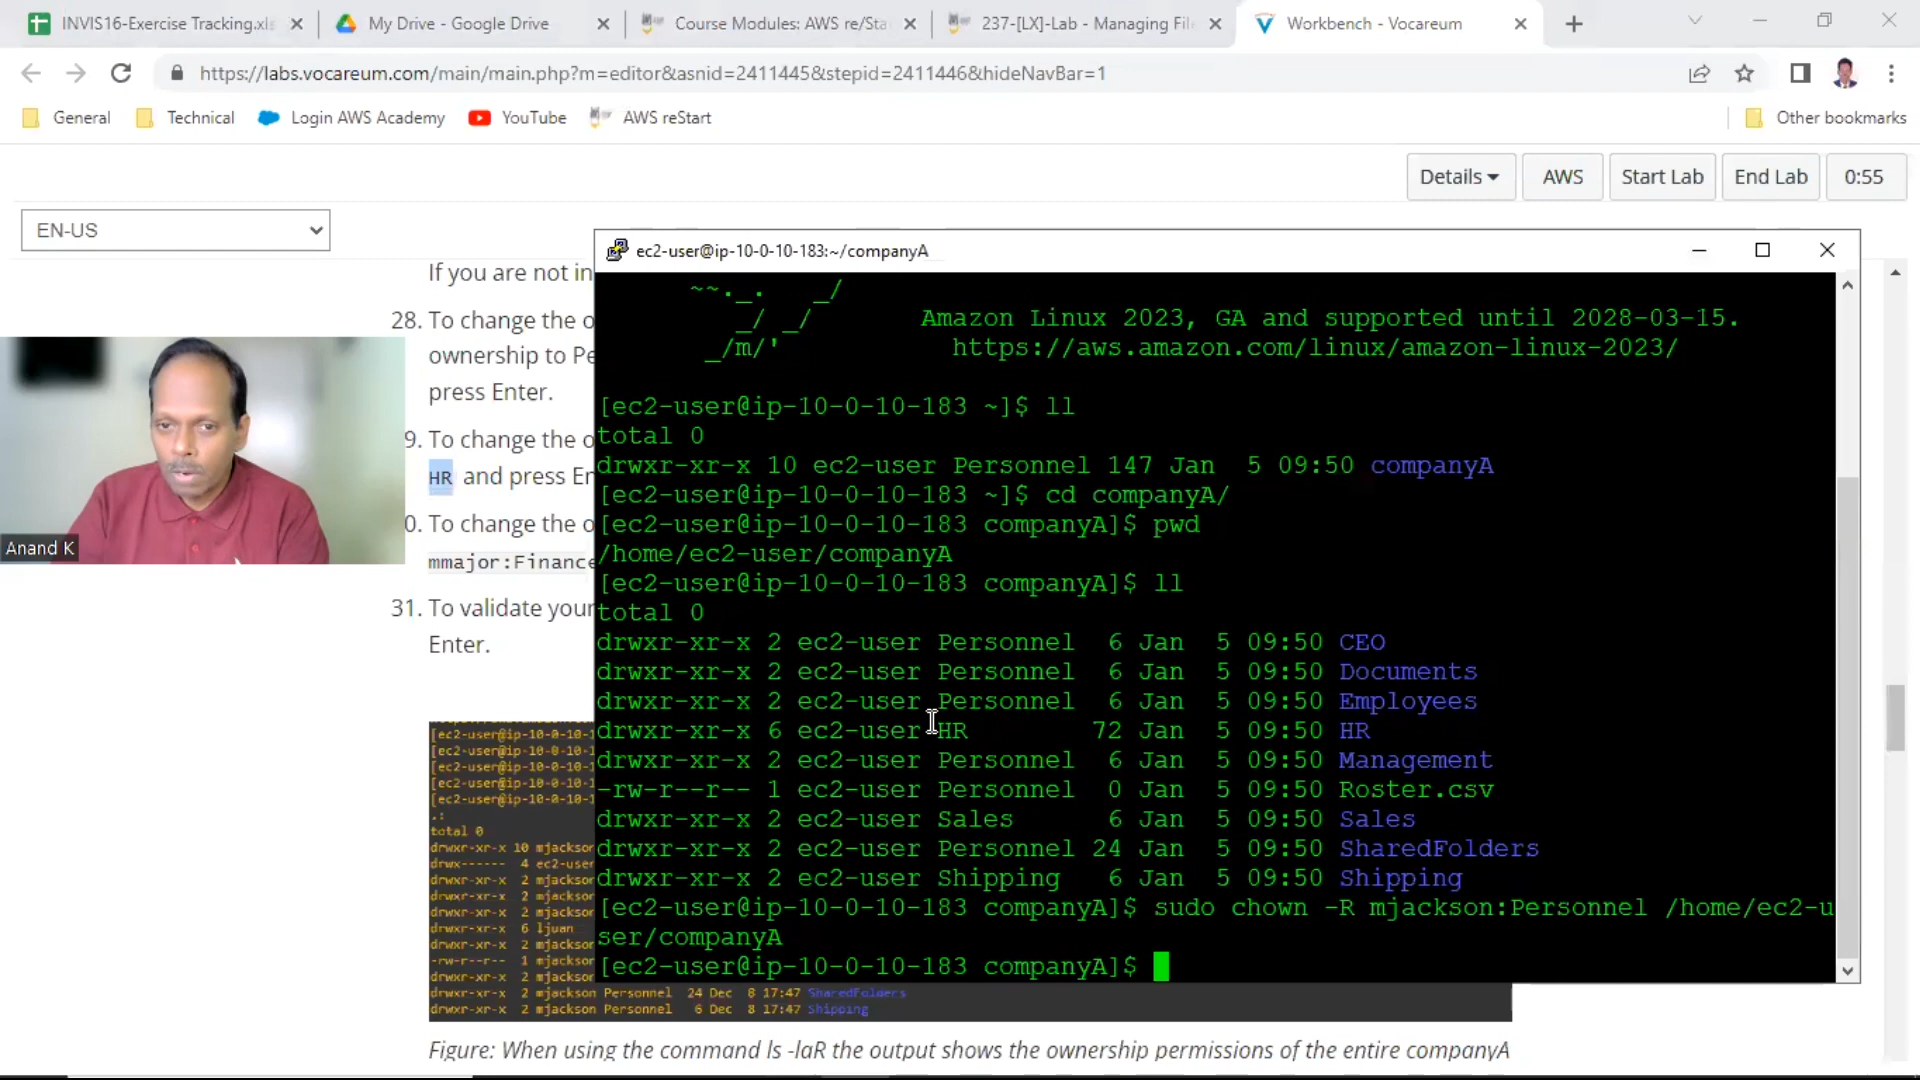 INVIS16-Exercise Tracking.xls
My Drive - Google Drive
Course Modules: AWS re/Sta
237-[LX]-Lab - Managing Fil
Workbench - Vocareum
https://labs.vocareum.com/main/main.php?m=editor&asnid=2411445&stepid=2411446&hideNavBar=1
General
Technical
Login AWS Academy
YouTube
AWS reStart
Other bookmarks
Details
AWS
Start Lab
End Lab
0:55
EN-US
If you are not in
28. To change the o
ownership to Pe
press Enter.
9. To change the o
HR and press En
0. To change the o
mmajor:Finance
31. To validate your
Enter.
Anand K
ec2-user@ip-10-0-10-183:~/companyA
~~._.   _/
_/ _/
_/m/'
Amazon Linux 2023, GA and supported until 2028-03-15.
https://aws.amazon.com/linux/amazon-linux-2023/
[ec2-user@ip-10-0-10-183 ~]$ ll
total 0
drwxr-xr-x 10 ec2-user Personnel 147 Jan  5 09:50 companyA
[ec2-user@ip-10-0-10-183 ~]$ cd companyA/
[ec2-user@ip-10-0-10-183 companyA]$ pwd
/home/ec2-user/companyA
[ec2-user@ip-10-0-10-183 companyA]$ ll
total 0
drwxr-xr-x 2 ec2-user Personnel  6 Jan  5 09:50 CEO
drwxr-xr-x 2 ec2-user Personnel  6 Jan  5 09:50 Documents
drwxr-xr-x 2 ec2-user Personnel  6 Jan  5 09:50 Employees
drwxr-xr-x 6 ec2-user HR        72 Jan  5 09:50 HR
drwxr-xr-x 2 ec2-user Personnel  6 Jan  5 09:50 Management
-rw-r--r-- 1 ec2-user Personnel  0 Jan  5 09:50 Roster.csv
drwxr-xr-x 2 ec2-user Sales      6 Jan  5 09:50 Sales
drwxr-xr-x 2 ec2-user Personnel 24 Jan  5 09:50 SharedFolders
drwxr-xr-x 2 ec2-user Shipping   6 Jan  5 09:50 Shipping
[ec2-user@ip-10-0-10-183 companyA]$ sudo chown -R mjackson:Personnel /home/ec2-u
ser/companyA
[ec2-user@ip-10-0-10-183 companyA]$
[ec2-user@ip-10-0-10-1
[ec2-user@ip-10-0-10-1
[ec2-user@ip-10-0-10-1
[ec2-user@ip-10-0-10-1
[ec2-user@ip-10-0-10-1
.:
total 0
drwxr-xr-x 10 mjackson
drwx------  4 ec2-user
drwxr-xr-x  2 mjackson
drwxr-xr-x  2 mjackson
drwxr-xr-x  2 mjackson
drwxr-xr-x  6 ljuan
drwxr-xr-x  2 mjackson
-rw-r--r--  1 mjackson
drwxr-xr-x  2 mjackson
drwxr-xr-x  2 mjackson Personnel  24 Dec  8 17:47 SharedFolders
drwxr-xr-x  2 mjackson Personnel   6 Dec  8 17:47 Shipping
Figure: When using the command ls -laR the output shows the ownership permissions of the entire companyA